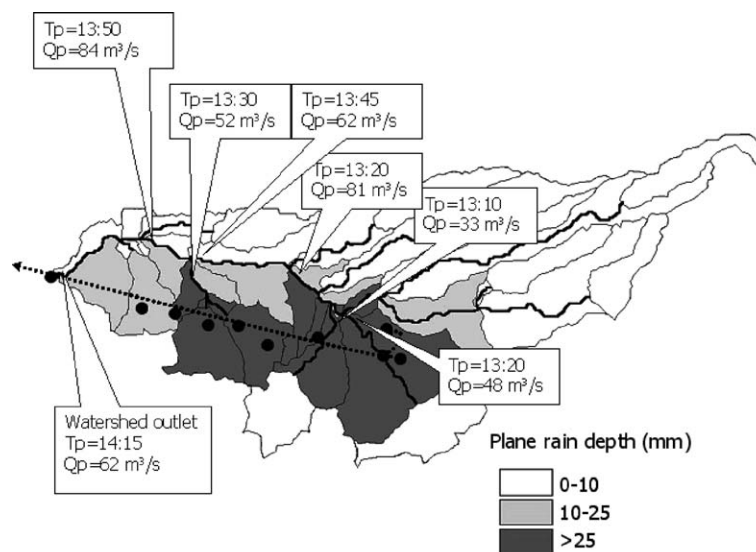 Tp=13:50
Qp=84 m³/s
Tp=13:30
Qp=52 m³/s
Tp=13:45
Qp=62 m³/s
Tp=13:20
Qp=81 m³/s
Tp=13:10
Qp=33 m³/s
Tp=13:20
Qp=48 m³/s
Watershed outlet
Tp=14:15
Qp=62 m³/s
Plane rain depth (mm)
0-10
10-25
>25